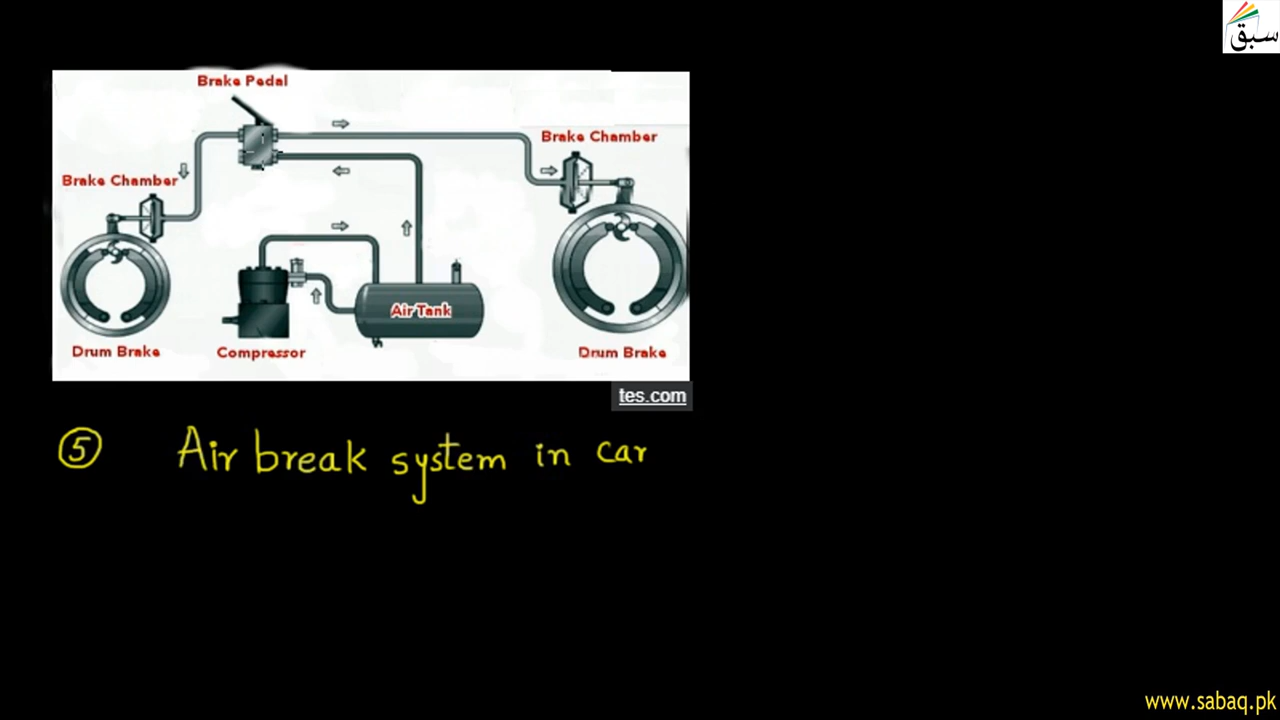 سبق
Brake Pedal
Brake Chamber
Brake Chamber
Air Tank
Drum Brake
Compressor
Drum Brake
tes.com
5 Air break system in car
www.sabaq.pk